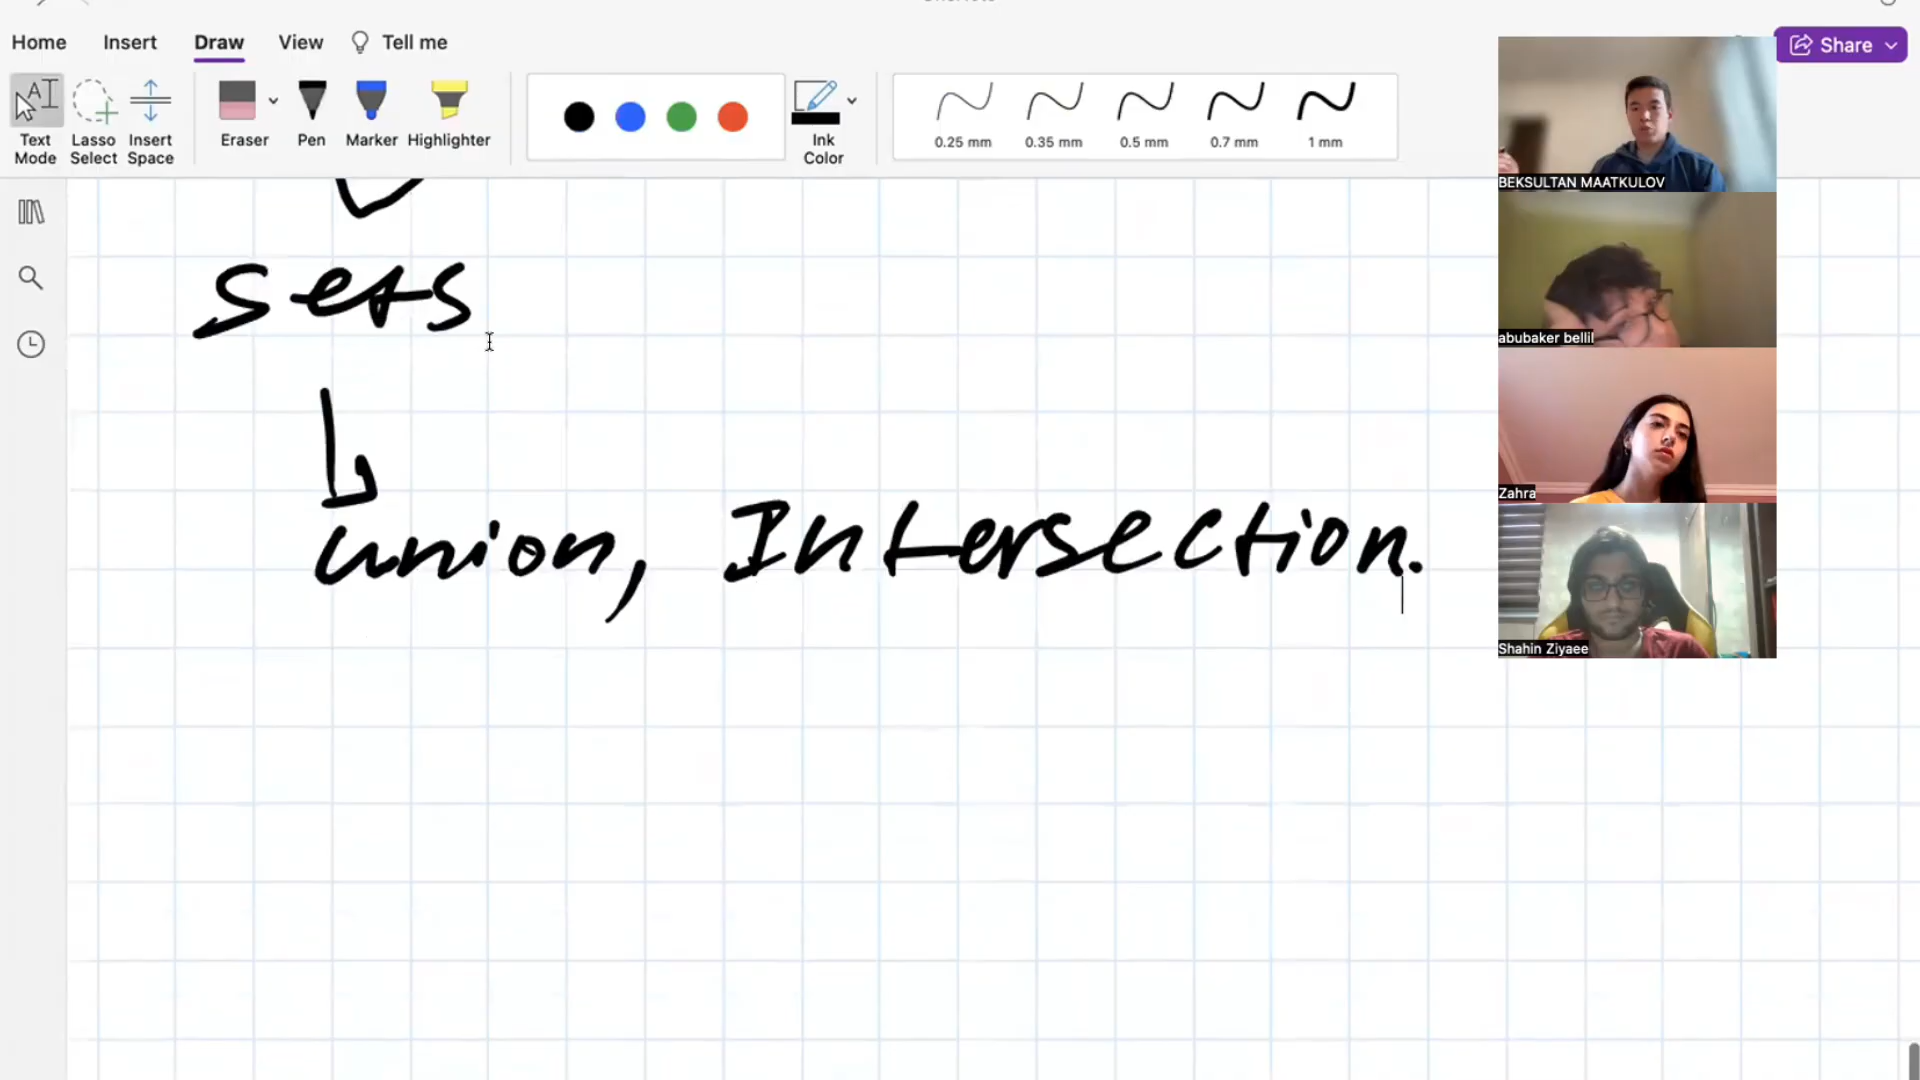 Home Insert Draw View Tell me
Share
Text Mode
Lasso Select
Insert Space
Eraser
Pen
Marker
Highlighter
Ink Color
0.25 mm
0.35 mm
0.5 mm
0.7 mm
1 mm
BEKSULTAN MAATKULOV
abubaker bellil
Zahra
Shahin Ziyaee
sets
union, Intersection.